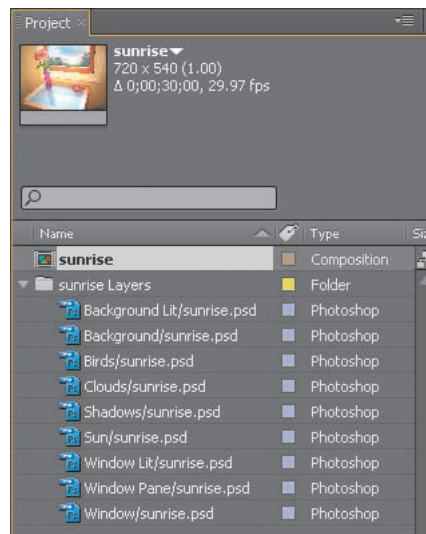 Project ×
sunrise
720 x 540 (1.00)
Δ 0;00;30;00, 29.97 fps
Name Type Si
sunrise Composition
sunrise Layers Folder
Background Lit/sunrise.psd Photoshop
Background/sunrise.psd Photoshop
Birds/sunrise.psd Photoshop
Clouds/sunrise.psd Photoshop
Shadows/sunrise.psd Photoshop
Sun/sunrise.psd Photoshop
Window Lit/sunrise.psd Photoshop
Window Pane/sunrise.psd Photoshop
Window/sunrise.psd Photoshop